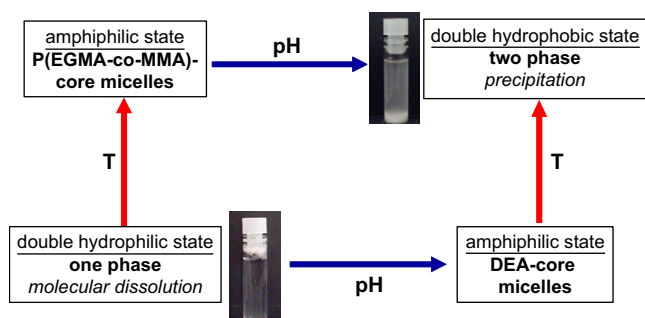 amphiphilic state
P(EGMA-co-MMA)-
core micelles
pH
double hydrophobic state
two phase
precipitation
T
T
double hydrophilic state
one phase
molecular dissolution
pH
amphiphilic state
DEA-core
micelles